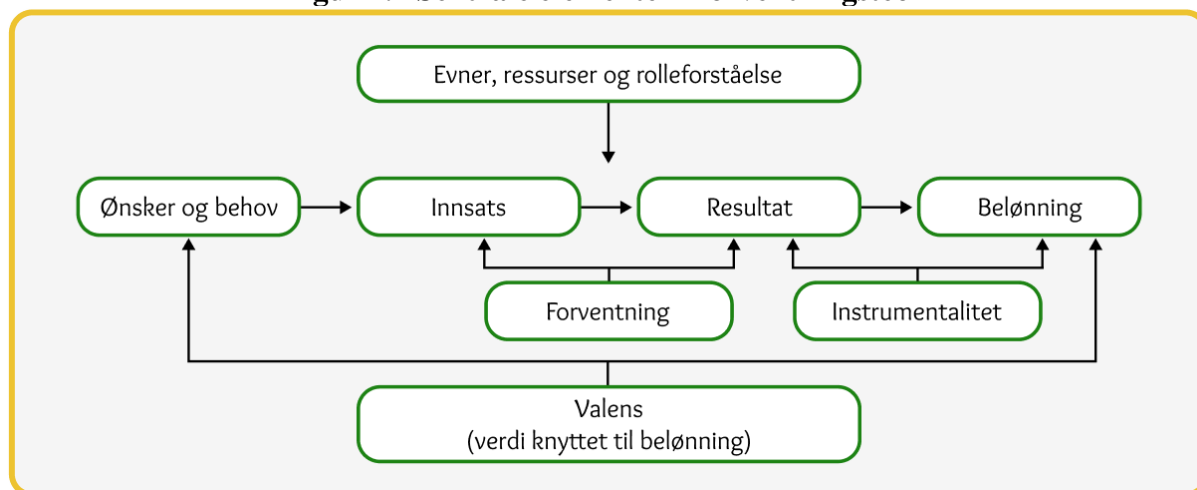 Evner, ressurser og rolleforståelse
Ønsker og behov
Innsats
Resultat
Belønning
Forventning
Instrumentalitet
Valens
(verdi knyttet til belønning)